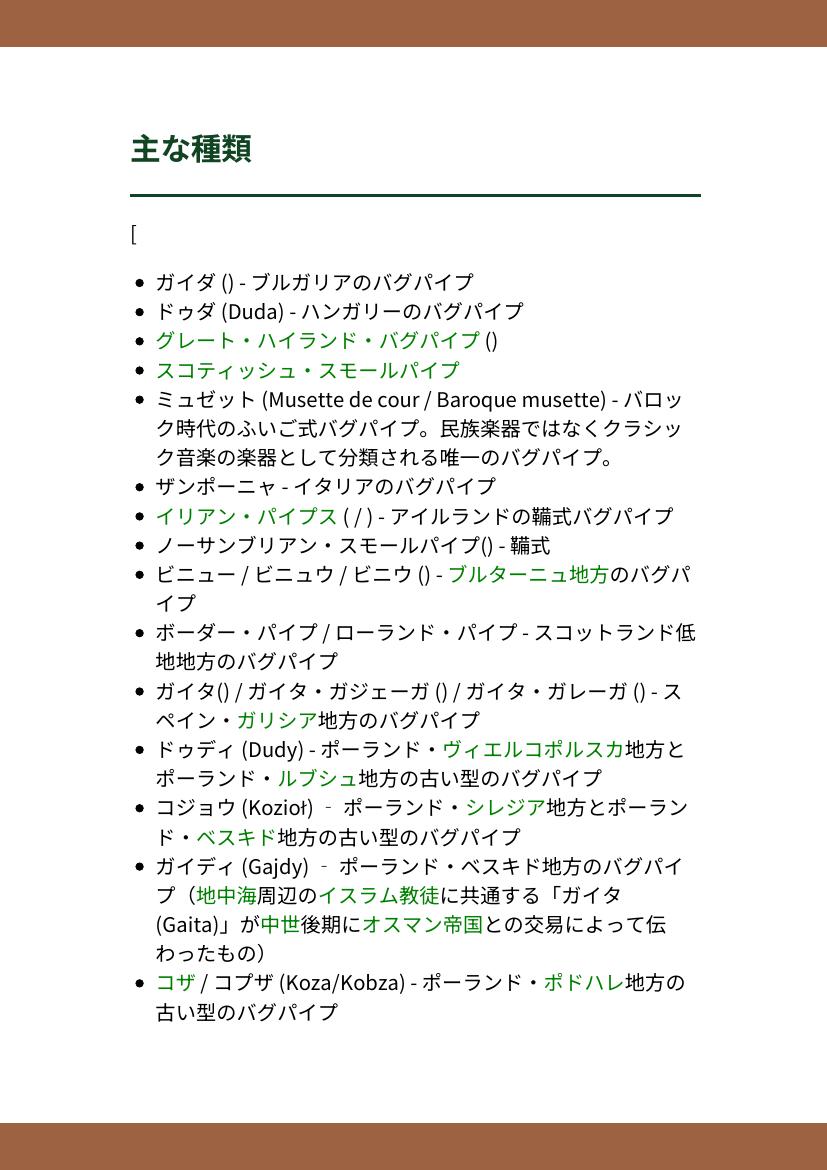 主な種類
[
ガイダ () - ブルガリアのバグパイプ
ドゥダ (Duda) - ハンガリーのバグパイプ
グレート・ハイランド・バグパイプ ()
スコティッシュ・スモールパイプ
ミュゼット (Musette de cour / Baroque musette) - バロッ
ク時代のふいご式バグパイプ。民族楽器ではなくクラシッ
ク音楽の楽器として分類される唯一のバグパイプ。
ザンポーニャ - イタリアのバグパイプ
イリアン・パイプス ( / ) - アイルランドの鞴式バグパイプ
ノーサンブリアン・スモールパイプ() - 鞴式
ビニュー / ビニュウ / ビニウ () - ブルターニュ地方のバグパ
イプ
ボーダー・パイプ / ローランド・パイプ - スコットランド低
地地方のバグパイプ
ガイタ() / ガイタ・ガジェーガ () / ガイタ・ガレーガ () - ス
ペイン・ガリシア地方のバグパイプ
ドゥディ (Dudy) - ポーランド・ヴィエルコポルスカ地方と
ポーランド・ルブシュ地方の古い型のバグパイプ
コジョウ (Kozioł) ‐ ポーランド・シレジア地方とポーラン
ド・ベスキド地方の古い型のバグパイプ
ガイディ (Gajdy) ‐ ポーランド・ベスキド地方のバグパイ
プ（地中海周辺のイスラム教徒に共通する「ガイタ
(Gaita)」が中世後期にオスマン帝国との交易によって伝
わったもの）
コザ / コプザ (Koza/Kobza) - ポーランド・ポドハレ地方の
古い型のバグパイプ